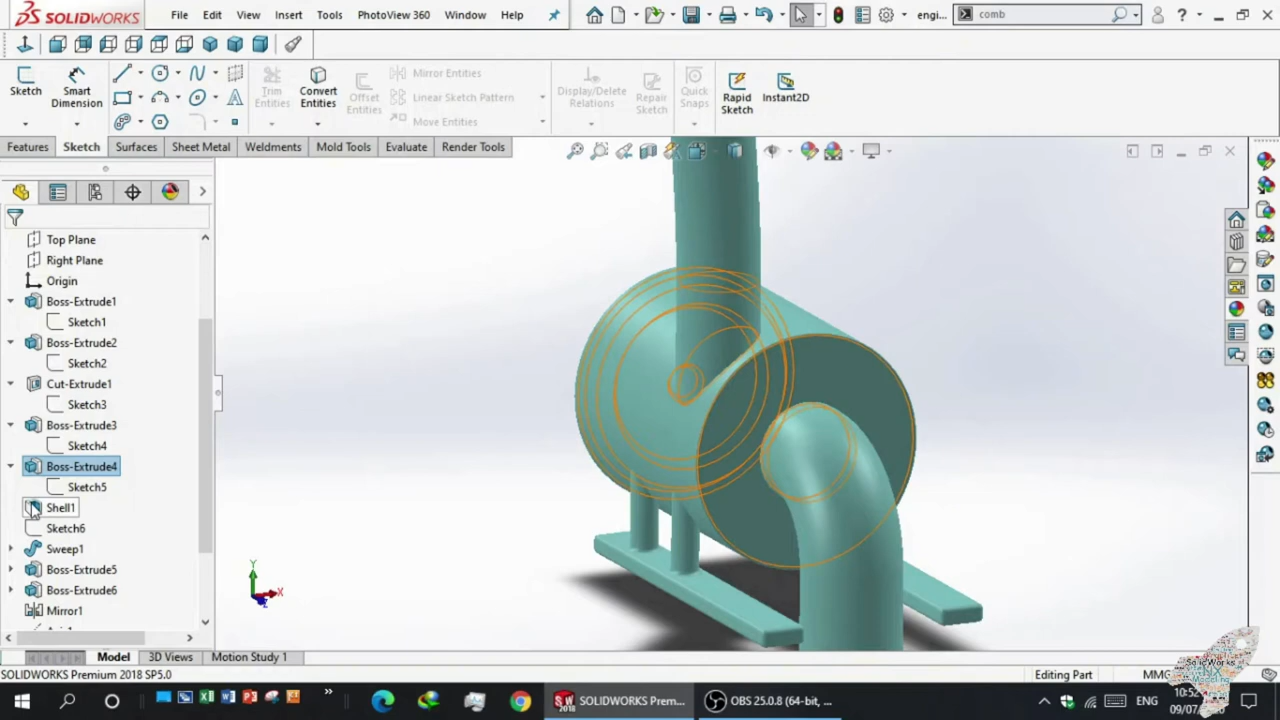 SOLIDWORKS
File
Edit
View
Insert
Tools
PhotoView 360
Window
Help
engi...
comb
Sketch
Smart
Dimension
Trim
Entities
Convert
Entities
Offset
Entities
Mirror Entities
Linear Sketch Pattern
Move Entities
Display/Delete
Relations
Repair
Sketch
Quick
Snaps
Rapid
Sketch
Instant2D
Features
Sketch
Surfaces
Sheet Metal
Weldments
Mold Tools
Evaluate
Render Tools
Top Plane
Right Plane
Origin
Boss-Extrude1
Sketch1
Boss-Extrude2
Sketch2
Cut-Extrude1
Sketch3
Boss-Extrude3
Sketch4
Boss-Extrude4
Sketch5
Shell1
Sketch6
Sweep1
Boss-Extrude5
Boss-Extrude6
Mirror1
Y
X
Z
Model
3D Views
Motion Study 1
SOLIDWORKS Premium 2018 SP5.0
Editing Part
MMG
SolidWorks
NX
SOLIDWORKS Prem...
OBS 25.0.8 (64-bit, ...
ENG
10:52
09/07/